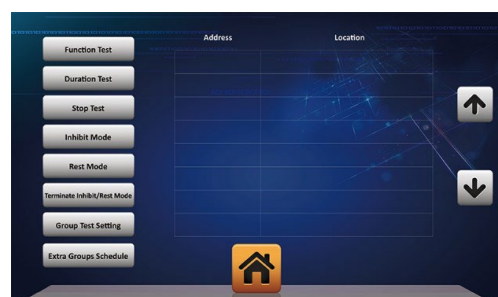 Address Location
Function Test
Duration Test
Stop Test
Inhibit Mode
Rest Mode
Terminate Inhibit/Rest Mode
Group Test Setting
Extra Groups Schedule